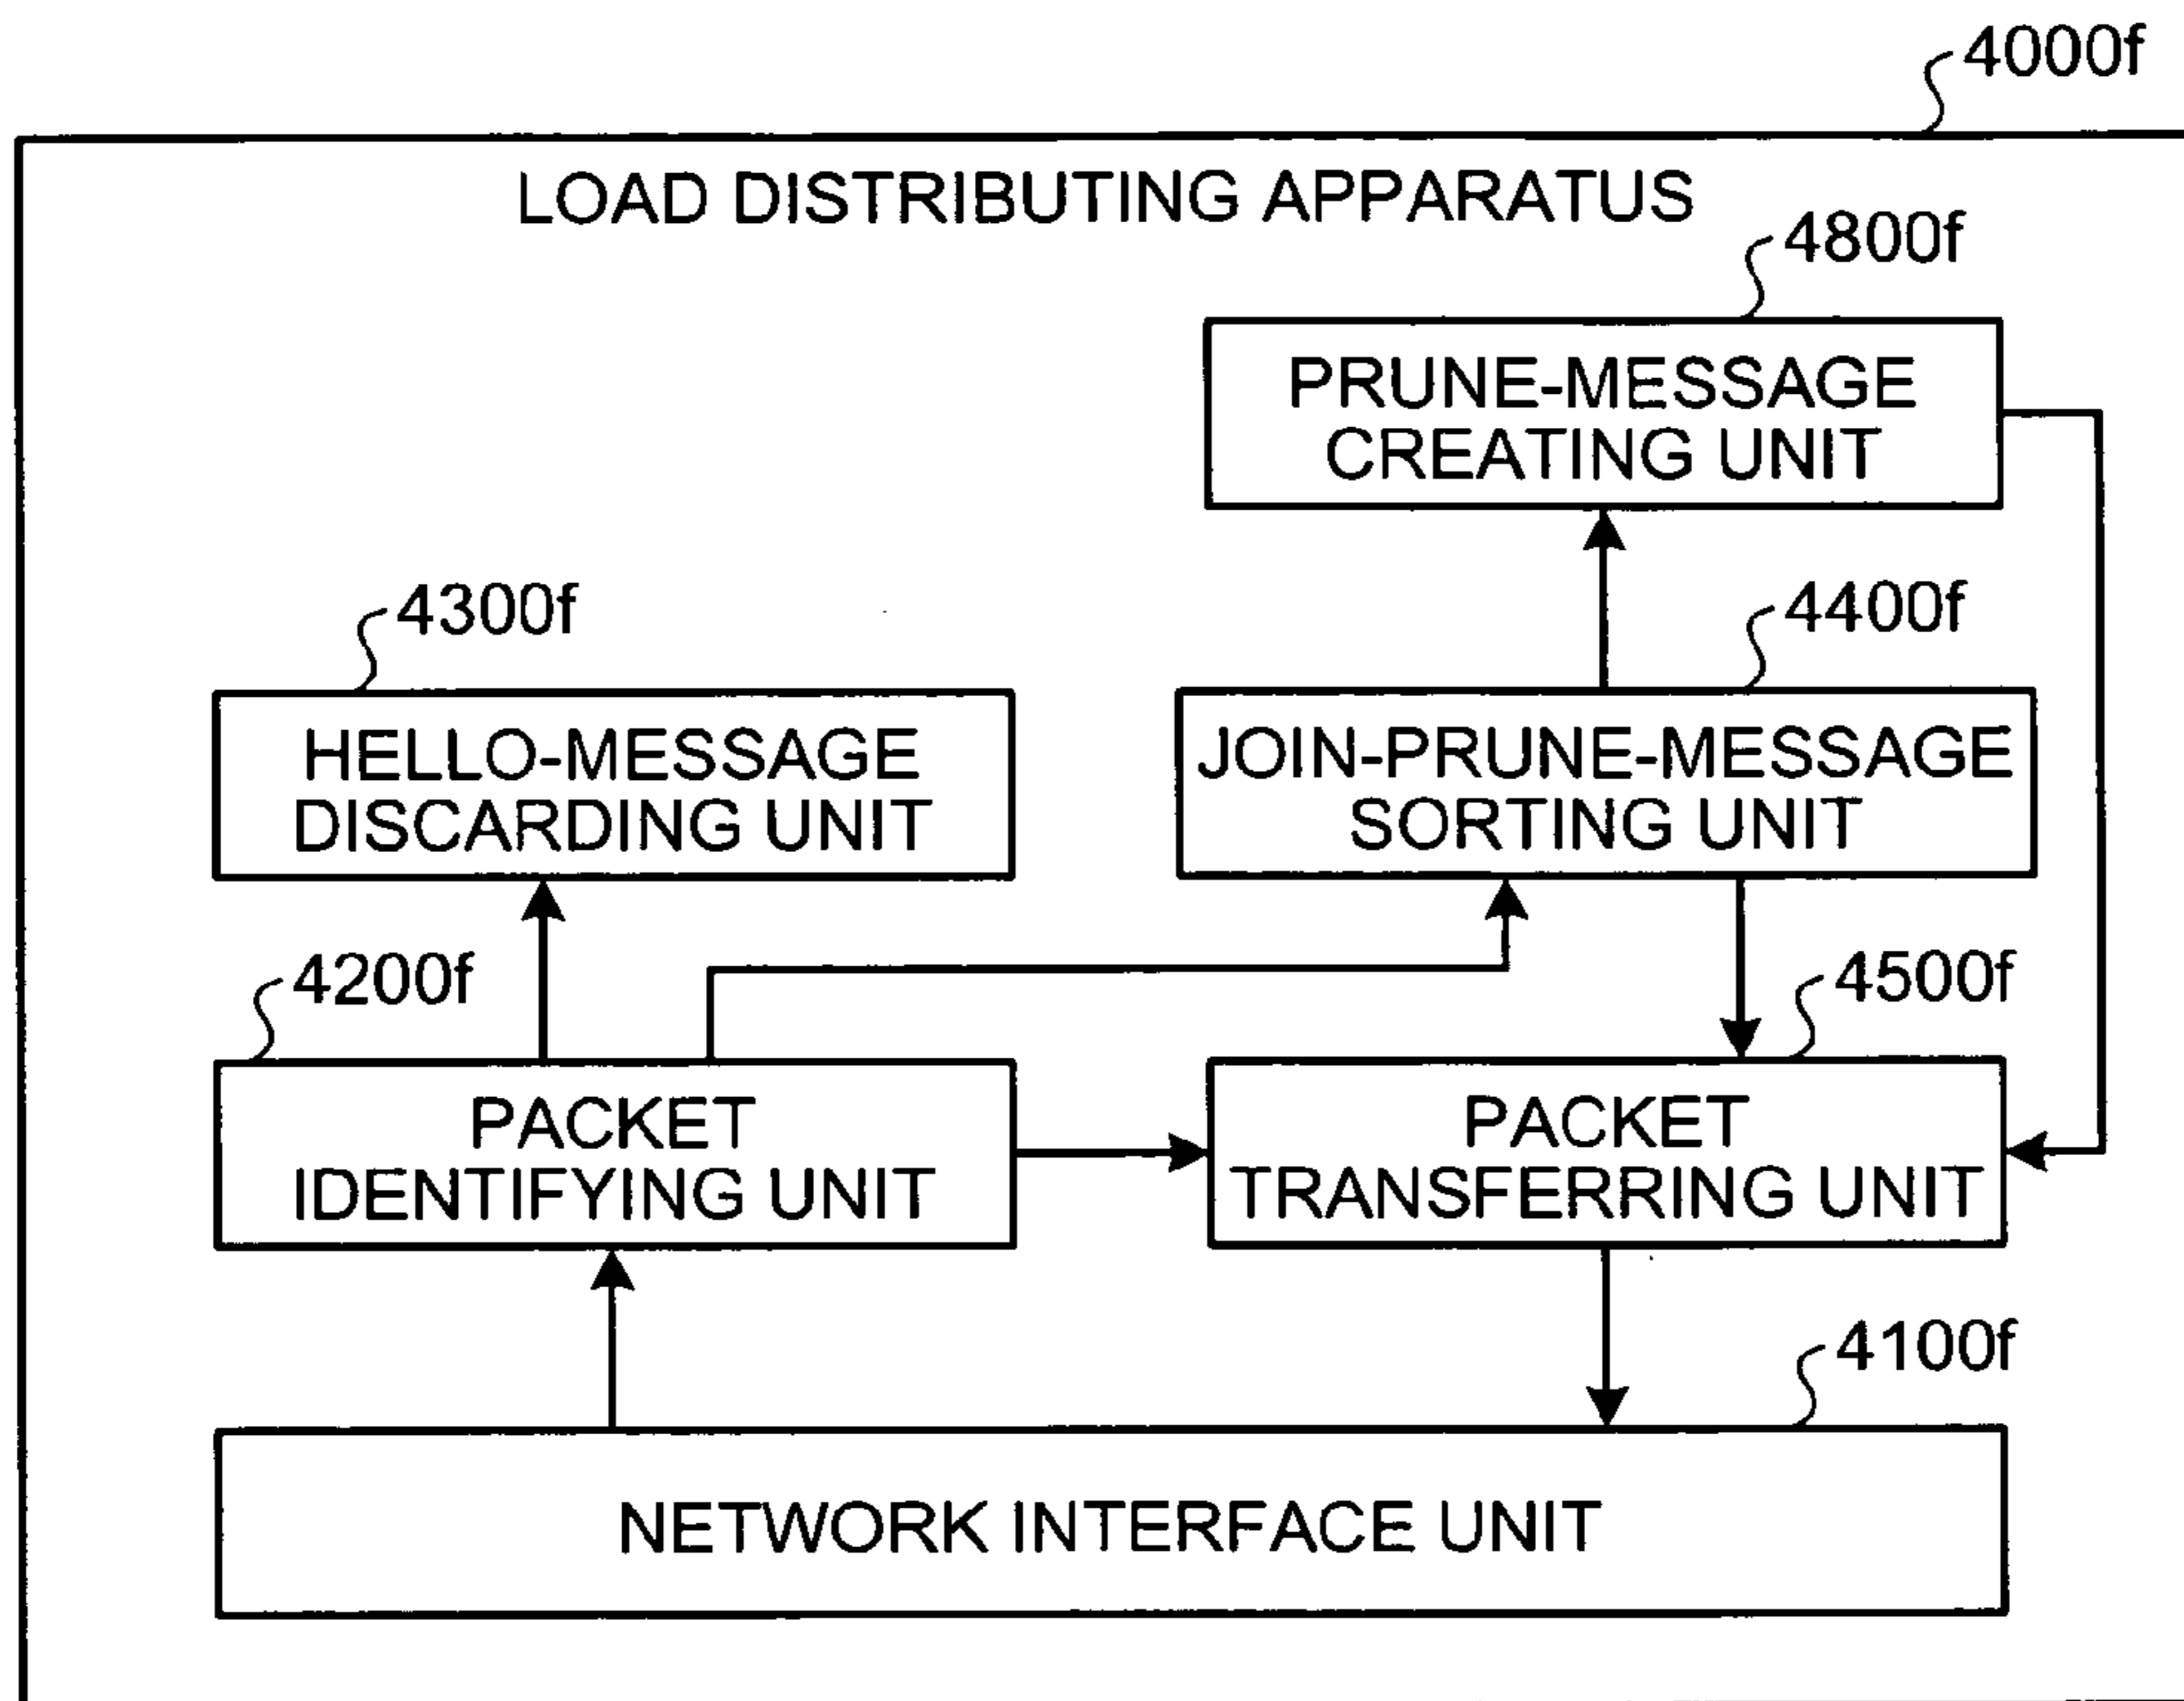 4000f
LOAD DISTRIBUTING APPARATUS
4800f
PRUNE-MESSAGE
CREATING UNIT
4300f
4400f
HELLO-MESSAGE
DISCARDING UNIT
JOIN-PRUNE-MESSAGE
SORTING UNIT
4200f
4500f
PACKET
IDENTIFYING UNIT
PACKET
TRANSFERRING UNIT
4100f
NETWORK INTERFACE UNIT